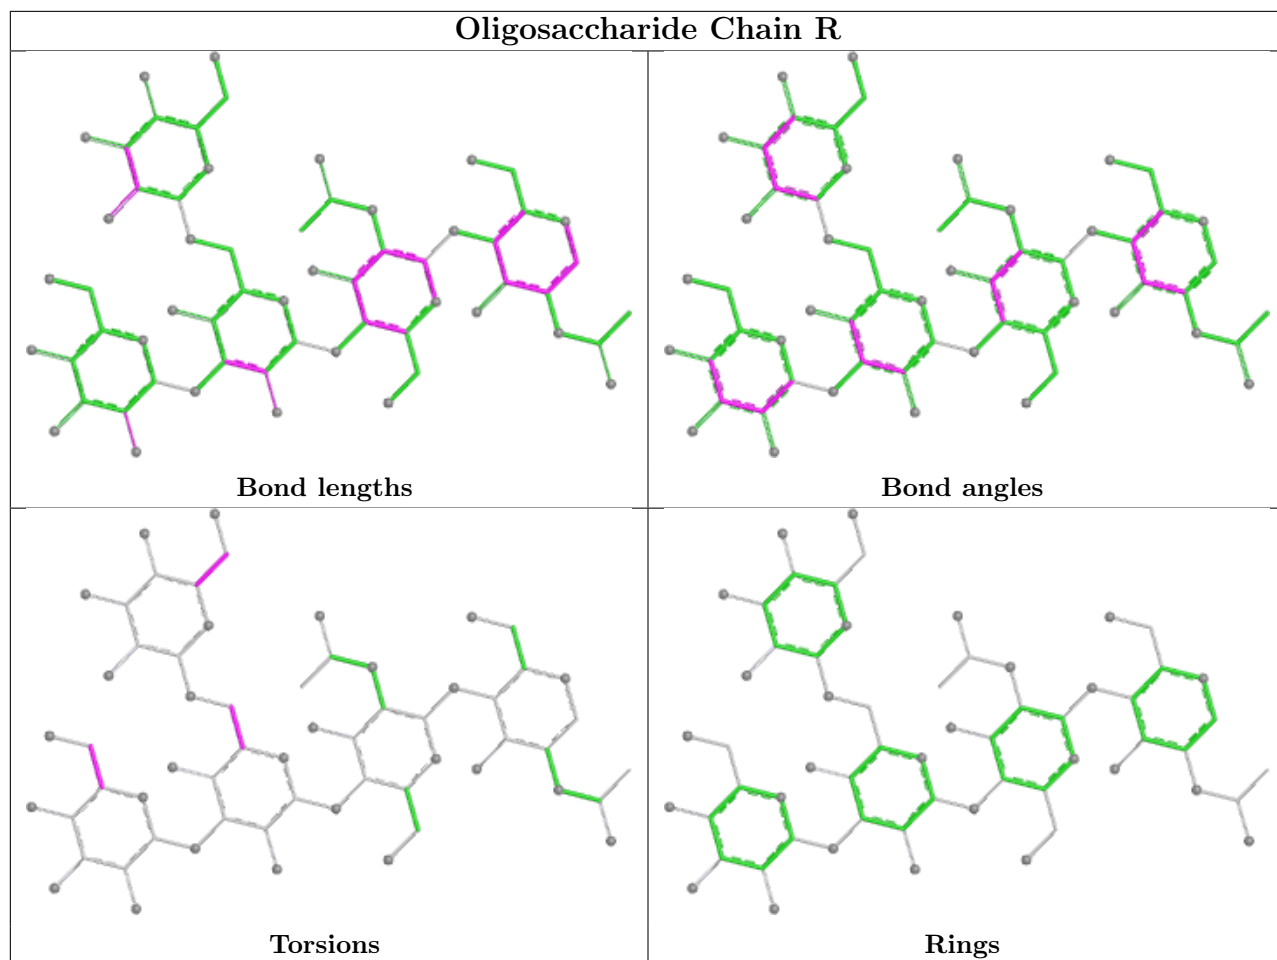 Oligosaccharide Chain R
Bond lengths
Bond angles
Torsions
Rings